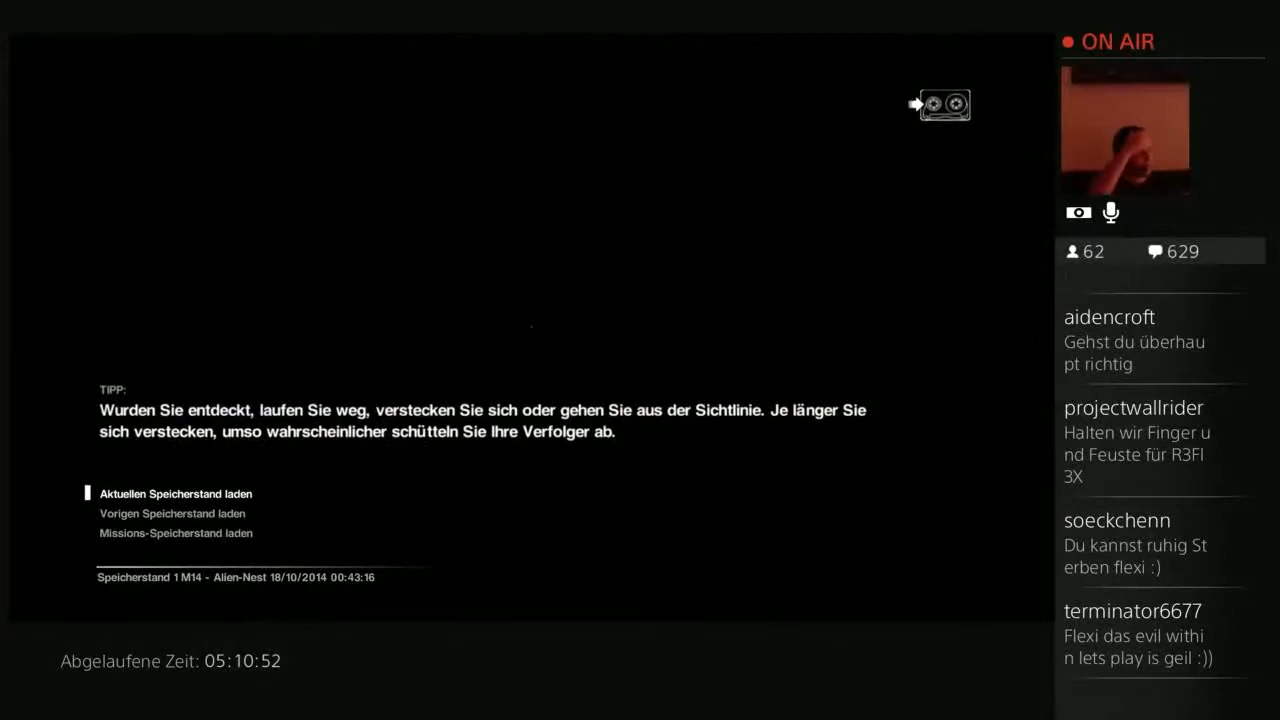 ON AIR
62 629
aidencroft
Gehst du überhau
pt richtig
projectwallrider
Halten wir Finger u
nd Feuste für R3FI
3X
soeckchenn
Du kannst ruhig St
erben flexi :)
terminator6677
Flexi das evil withi
n lets play is geil :))
TIPP:
Wurden Sie entdeckt, laufen Sie weg, verstecken Sie sich oder gehen Sie aus der Sichtlinie. Je länger Sie
sich verstecken, umso wahrscheinlicher schütteln Sie Ihre Verfolger ab.
Aktuellen Speicherstand laden
Vorigen Speicherstand laden
Missions-Speicherstand laden
Speicherstand 1 M14 - Alien-Nest 18/10/2014 00:43:16
Abgelaufene Zeit: 05:10:52